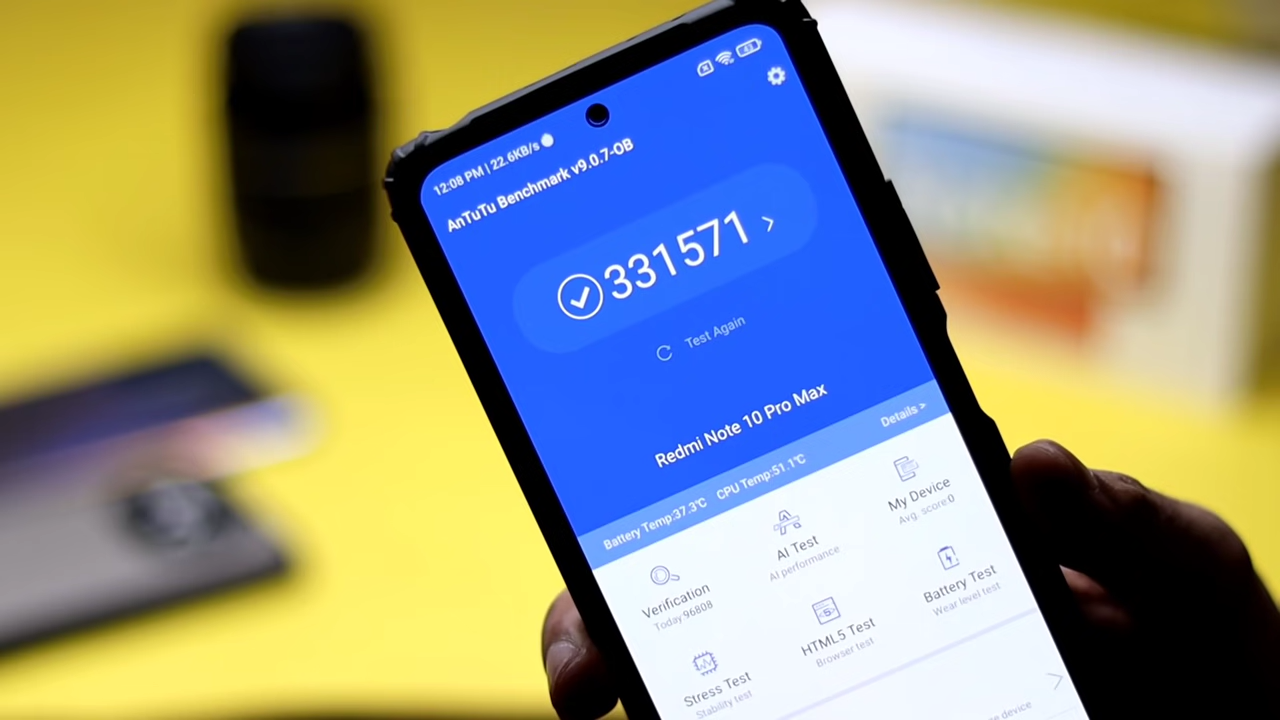 12:08 PM | 22.6KB/s
43
AnTuTu Benchmark v9.0.7-OB
331571
Test Again
Redmi Note 10 Pro Max
Battery Temp:37.3℃ CPU Temp:51.1℃ Details >
Verification
Today 96808
AI Test
AI performance
My Device
Avg. score 0
Stress Test
Stability test
HTML5 Test
Browser test
Battery Test
Wear level test
device